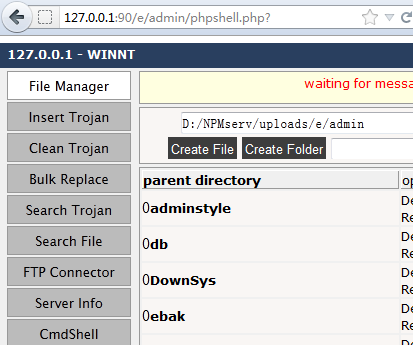 127.0.0.1:90/e/admin/phpshell.php?
127.0.0.1 - WINNT
File Manager
waiting for messa
Insert Trojan
D:/NPMserv/uploads/e/admin
Clean Trojan
Create File Create Folder
Bulk Replace
parent directory op
Search Trojan
0adminstyle De
Re
Search File
0db De
Re
FTP Connector
0DownSys De
Re
Server Info
0ebak De
Re
CmdShell